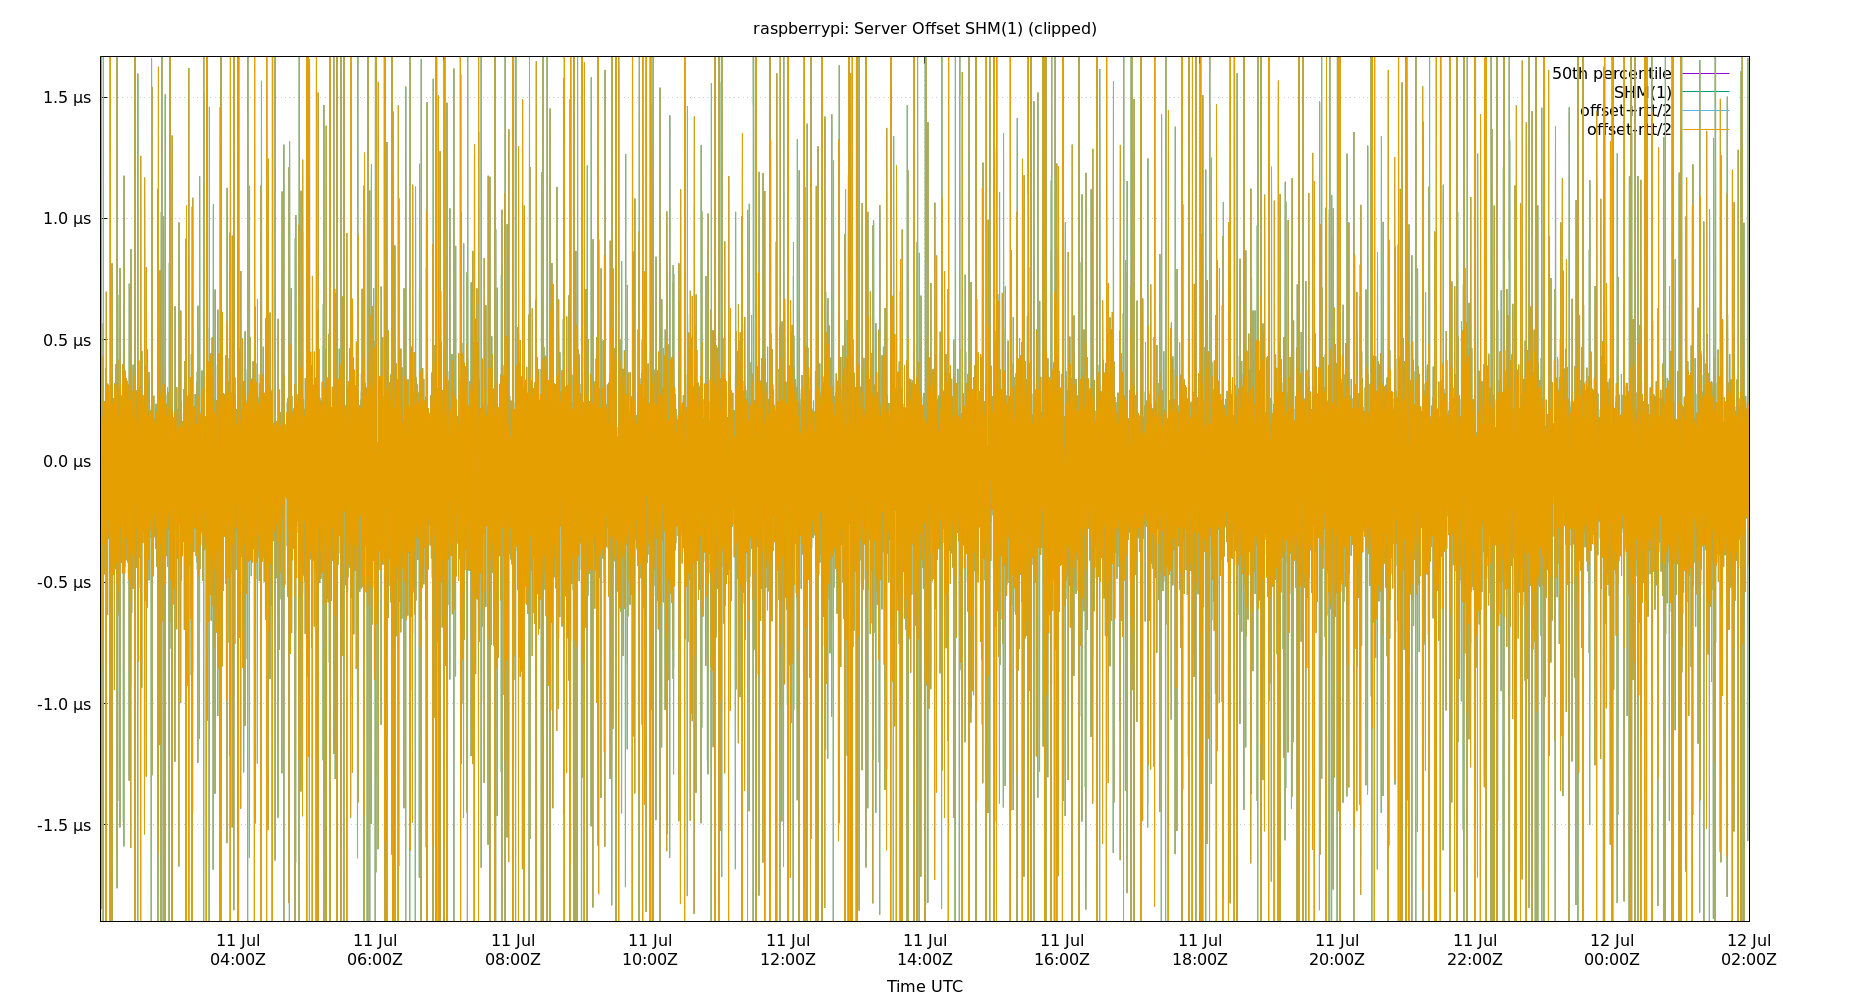 raspberrypi: Server Offset SHM(1) (clipped)
50th percentile
SHM(1)
offset+rtt/2
offset-rtt/2
1.5 µs
1.0 µs
0.5 µs
0.0 µs
-0.5 µs
-1.0 µs
-1.5 µs
11 Jul 11 Jul 11 Jul 11 Jul 11 Jul 11 Jul 11 Jul 11 Jul 11 Jul 11 Jul 12 Jul 12 Jul
04:00Z 06:00Z 08:00Z 10:00Z 12:00Z 14:00Z 16:00Z 18:00Z 20:00Z 22:00Z 00:00Z 02:00Z
Time UTC